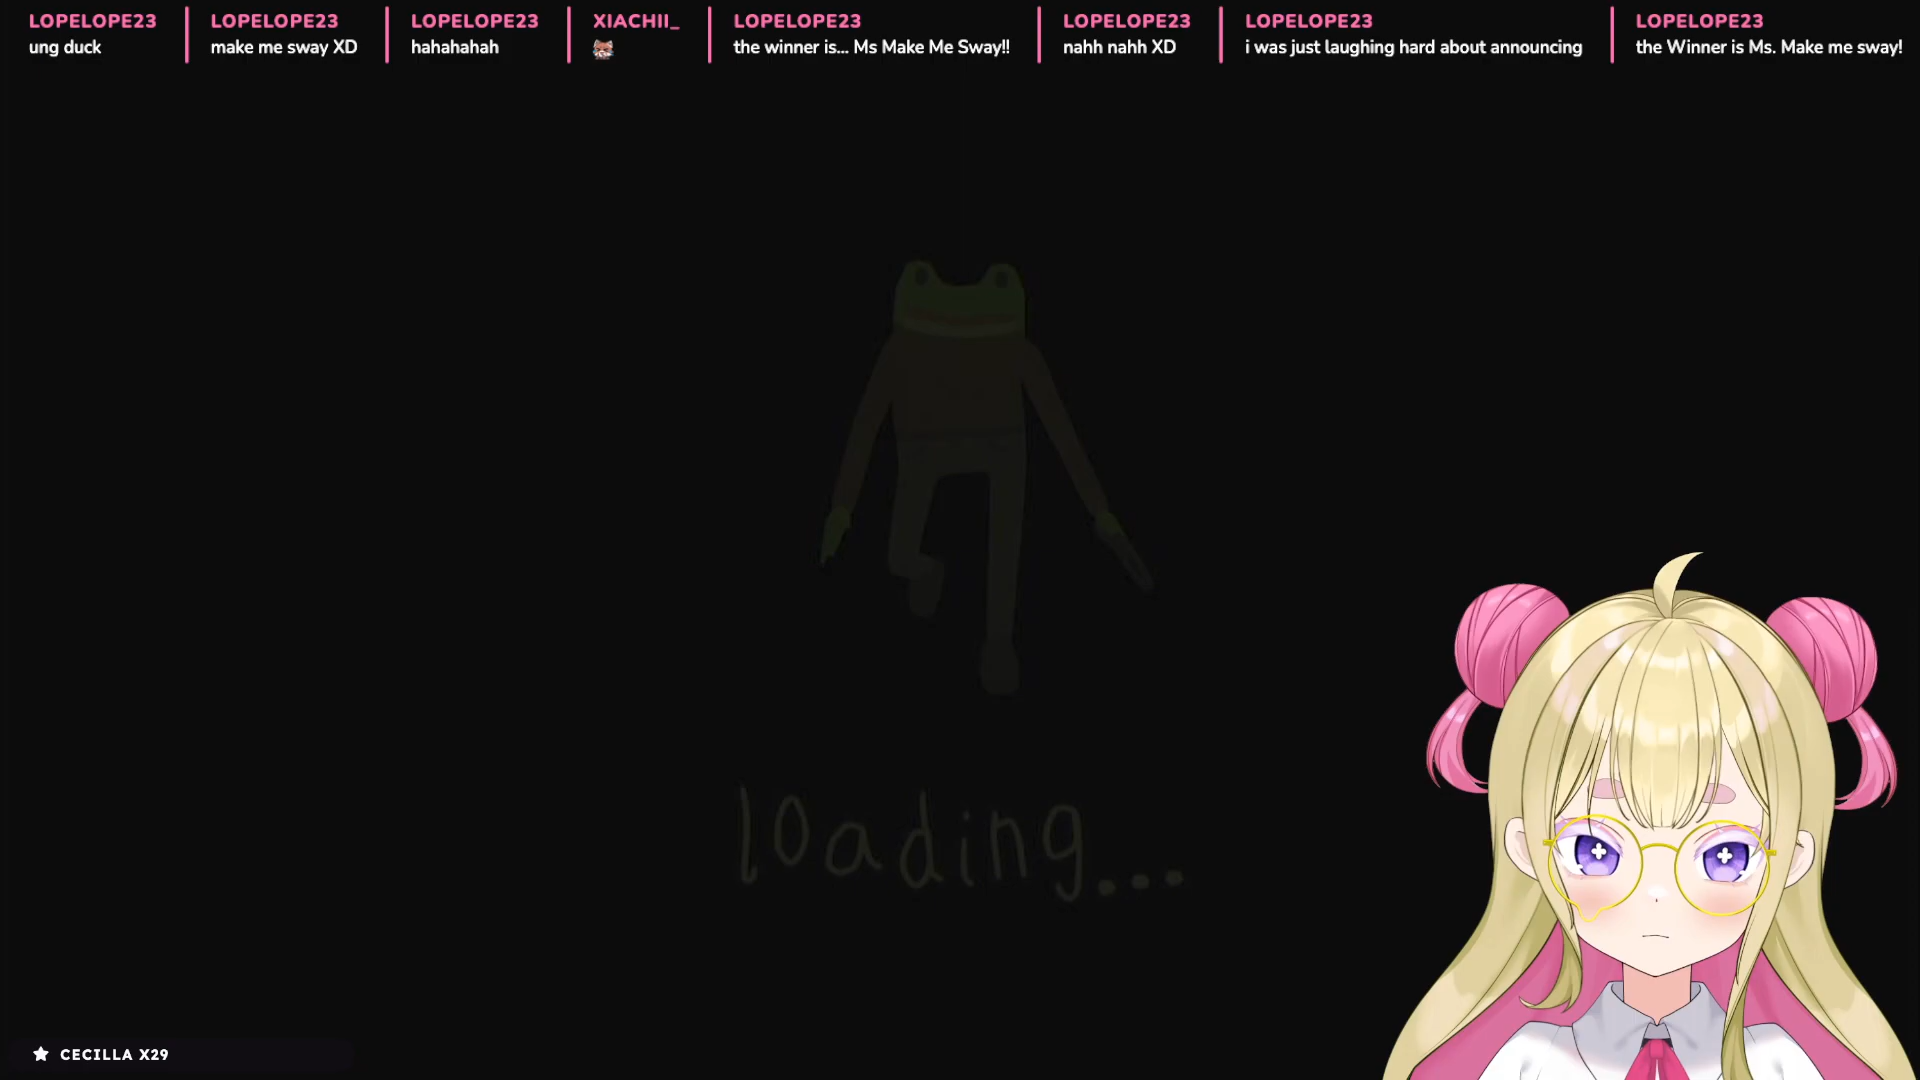 LOPELOPE23
ung duck
LOPELOPE23
make me sway XD
LOPELOPE23
hahahahah
XIACHII_
LOPELOPE23
the winner is... Ms Make Me Sway!!
LOPELOPE23
nahh nahh XD
LOPELOPE23
i was just laughing hard about announcing
LOPELOPE23
the Winner is Ms. Make me sway!
loading...
CECILLA X29